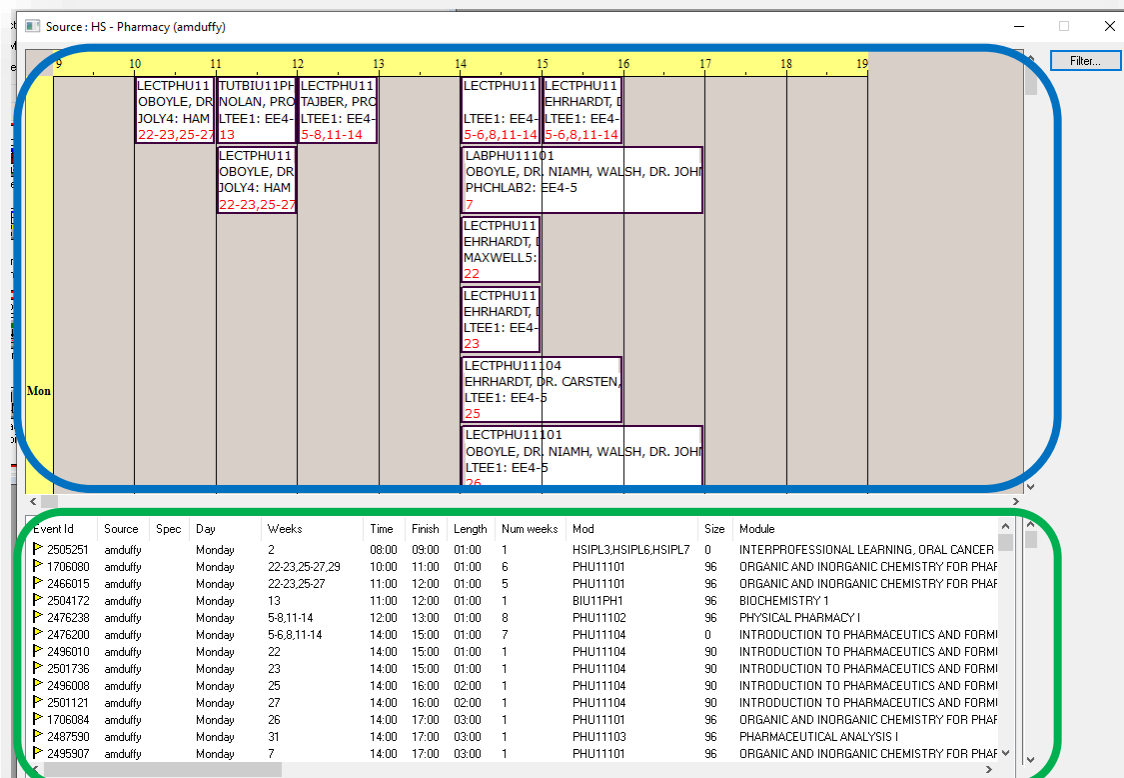 Source : HS - Pharmacy (amduffy)
Filter...
9 10 11 12 13 14 15 16 17 18 19
Mon
LECTPHU11
OBOYLE, DR
JOLY4: HAM
22-23,25-27
TUTBIU11PH
NOLAN, PRO
LTEE1: EE4-
13
LECTPHU11
TAJBER, PRO
LTEE1: EE4-
5-8,11-14
LECTPHU11
LTEE1: EE4-
5-6,8,11-14
LECTPHU11
EHRHARDT, D
LTEE1: EE4-
5-6,8,11-14
LECTPHU11
OBOYLE, DR
JOLY4: HAM
22-23,25-27
LABPHU11101
OBOYLE, DR. NIAMH, WALSH, DR. JOHN
PHCHLAB2: EE4-5
7
LECTPHU11
EHRHARDT, D
MAXWELL5:
22
LECTPHU11
EHRHARDT, D
LTEE1: EE4-
23
LECTPHU11104
EHRHARDT, DR. CARSTEN,
LTEE1: EE4-5
25
LECTPHU11101
OBOYLE, DR. NIAMH, WALSH, DR. JOHN
LTEE1: EE4-5
26
Event Id Source Spec Day Weeks Time Finish Length Num weeks Mod Size Module
2505251 amduffy Monday 2 08:00 09:00 01:00 1 HSIPL3,HSIPL6,HSIPL7 0 INTERPROFESSIONAL LEARNING, ORAL CANCER
1706080 amduffy Monday 22-23,25-27,29 10:00 11:00 01:00 6 PHU11101 96 ORGANIC AND INORGANIC CHEMISTRY FOR PHAR
2466015 amduffy Monday 22-23,25-27 11:00 12:00 01:00 5 PHU11101 96 ORGANIC AND INORGANIC CHEMISTRY FOR PHAR
2504172 amduffy Monday 13 11:00 12:00 01:00 1 BIU11PH1 96 BIOCHEMISTRY 1
2476238 amduffy Monday 5-8,11-14 12:00 13:00 01:00 8 PHU11102 96 PHYSICAL PHARMACY I
2476200 amduffy Monday 5-6,8,11-14 14:00 15:00 01:00 7 PHU11104 0 INTRODUCTION TO PHARMACEUTICS AND FORMU
2496010 amduffy Monday 22 14:00 15:00 01:00 1 PHU11104 90 INTRODUCTION TO PHARMACEUTICS AND FORMU
2501736 amduffy Monday 23 14:00 15:00 01:00 1 PHU11104 90 INTRODUCTION TO PHARMACEUTICS AND FORMU
2496008 amduffy Monday 25 14:00 16:00 02:00 1 PHU11104 90 INTRODUCTION TO PHARMACEUTICS AND FORMU
2501121 amduffy Monday 27 14:00 16:00 02:00 1 PHU11104 90 INTRODUCTION TO PHARMACEUTICS AND FORMU
1706084 amduffy Monday 26 14:00 17:00 03:00 1 PHU11101 96 ORGANIC AND INORGANIC CHEMISTRY FOR PHAR
2487590 amduffy Monday 31 14:00 17:00 03:00 1 PHU11103 96 PHARMACEUTICAL ANALYSIS I
2495907 amduffy Monday 7 14:00 17:00 03:00 1 PHU11101 96 ORGANIC AND INORGANIC CHEMISTRY FOR PHAR